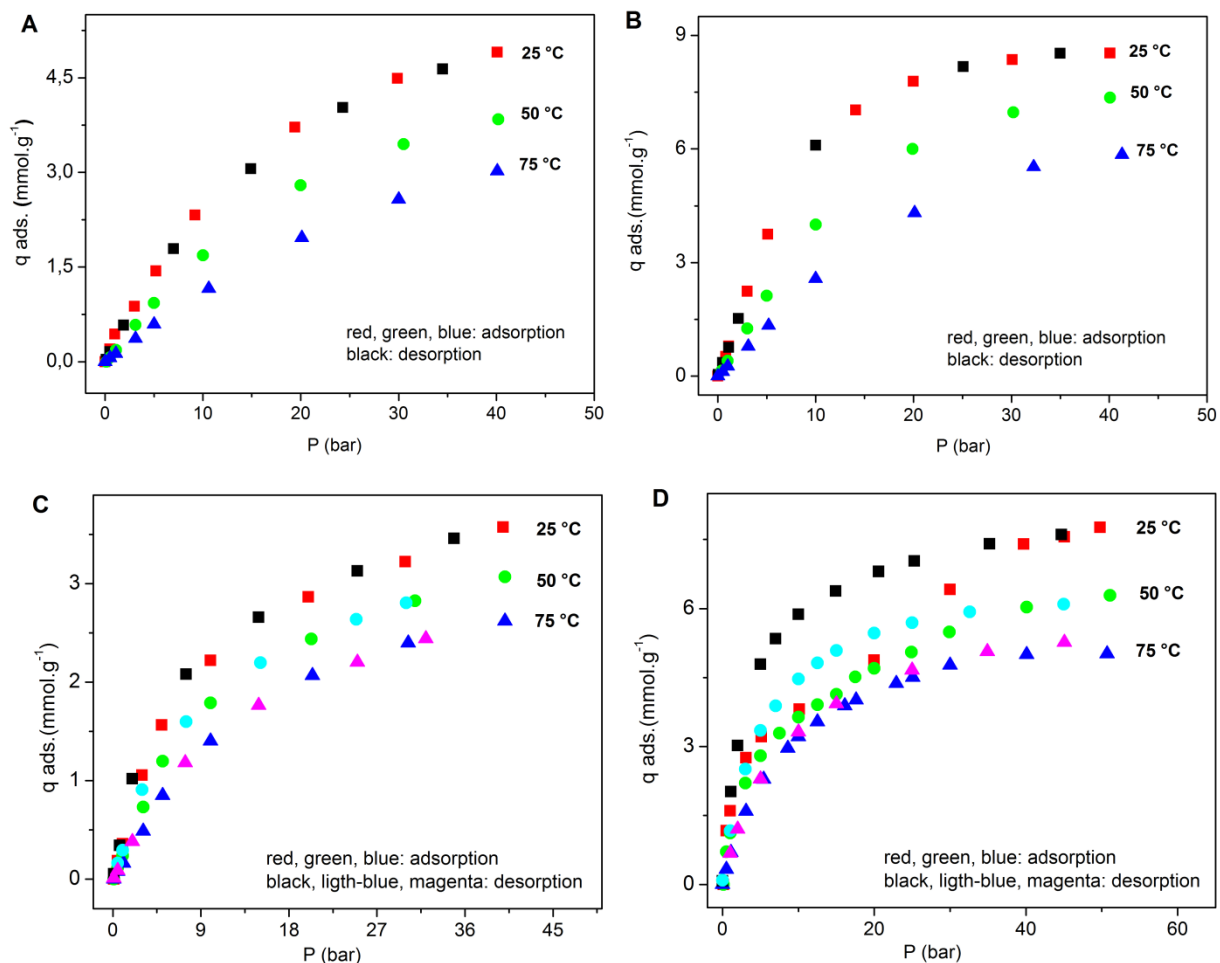 A
4,5
3.0
1.5
0,0
q ads. (mmol.g⁻¹)
25 °C
50 °C
75 °C
red, green, blue: adsorption
black: desorption
0 10 20 30 40 50
P (bar)
B
9
6
3
0
q ads.(mmol.g⁻¹)
25 °C
50 °C
75 °C
red, green, blue: adsorption
black: desorption
0 10 20 30 40 50
P (bar)
C
3
2
1
0
q ads.(mmol.g⁻¹)
25 °C
50 °C
75 °C
red, green, blue: adsorption
black, ligth-blue, magenta: desorption
0 9 18 27 36 45
P (bar)
D
6
3
0
q ads.(mmol.g⁻¹)
25 °C
50 °C
75 °C
red, green, blue: adsorption
black, ligth-blue, magenta: desorption
0 20 40 60
P (bar)